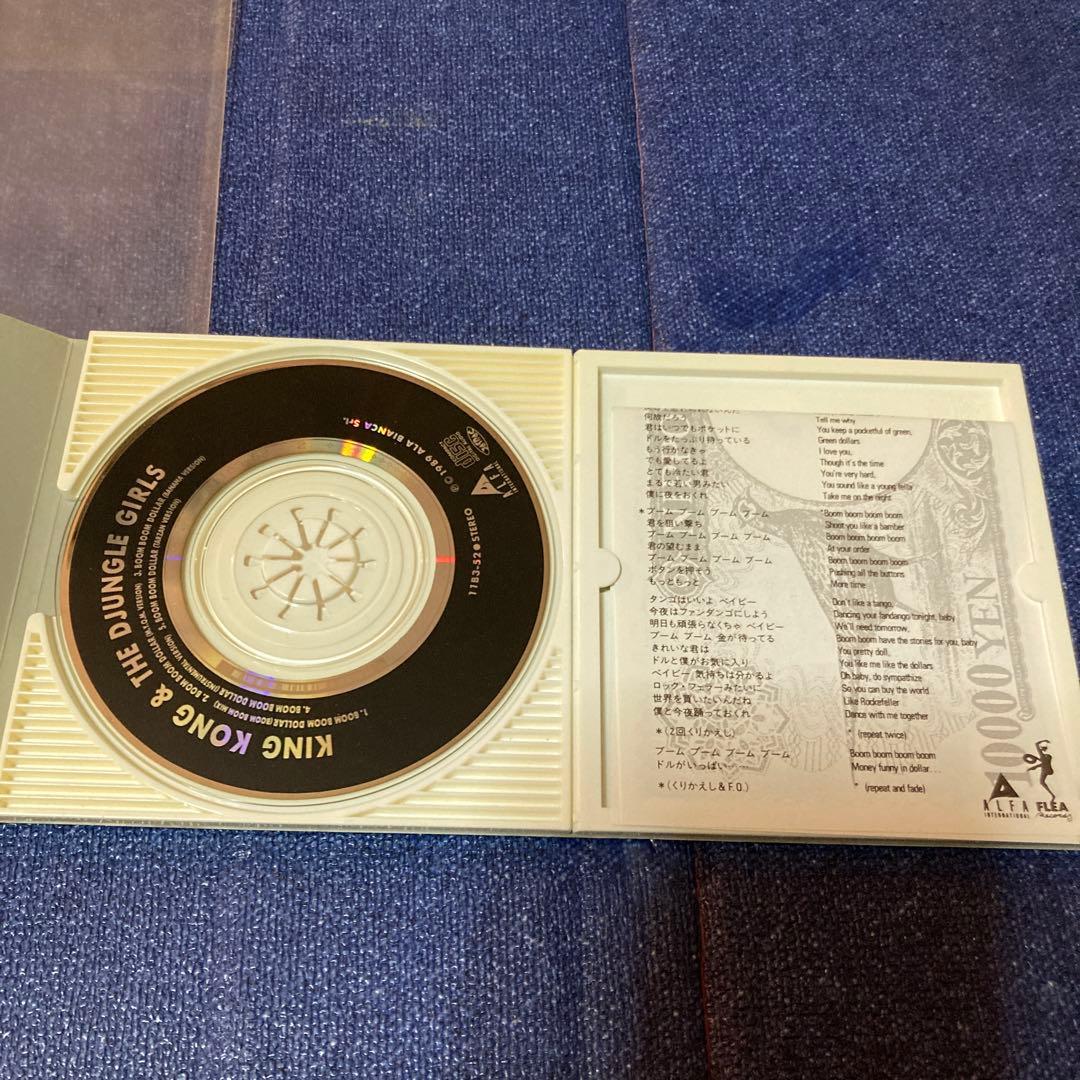 KING KONG & THE DJUNGLE GIRLS
1. BOOM BOOM DOLLAR (BOOM BOOM MIX) 2. BOOM BOOM DOLLAR (M.Y.O.M. VERSION) 3. BOOM BOOM DOLLAR (BANANA VERSION)
4. BOOM BOOM DOLLAR (INSTRUMENTAL VERSION) 5. BOOM BOOM DOLLAR (TARZAN VERSION)
℗© 1989 ALLA BIANCA Srl.
COMPACT
disc
DIGITAL AUDIO
ALFA
INTERNATIONAL
11B3-52 ● STEREO
何故だろう
君はいつでもポケットに
ドルをたっぷり持っている
もう行かなきゃ
でも愛してるよ
とても冷たい君
まるで若い男みたい
僕に夜をおくれ
*ブーム ブーム ブーム ブーム
君を狙い撃ち
ブーム ブーム ブーム ブーム
君の望むまま
ブーム ブーム ブーム ブーム
ボタンを押そう
もっともっと
タンゴはいいよ ベイビー
今夜はファンダンゴにしよう
明日も頑張らなくちゃ ベイビー
ブーム ブーム 金が待ってる
きれいな君は
ドルと僕がお気に入り
ベイビー 気持ちは分かるよ
ロック・フェラーみたいに
世界を買いたいんだね
僕と今夜踊っておくれ
*(2回くりかえし)
ブーム ブーム ブーム ブーム
ドルがいっぱい……
*(くりかえし&F.O.)
Tell me why
You keep a pocketful of green,
Green dollars
I love you,
Though it's the time
You're very hard,
You sound like a young fella
Take me on the night
*Boom boom boom boom
Shoot you like a bamber
Boom boom boom boom
At your order
Boom boom boom boom
Pushing all the buttons
More time
Don't like a tango,
Dancing your fandango tonight, baby
We'll need tomorrow,
Boom boom have the stories for you, baby
You pretty doll,
You like me like the dollars
Oh baby, do sympathize
So you can buy the world
Like Rockefeller
Dance with me together
* (repeat twice)
Boom boom boom boom
Money funny in dollar...
* (repeat and fade)
10000 YEN
ALFA
INTERNATIONAL
FLEA
Records